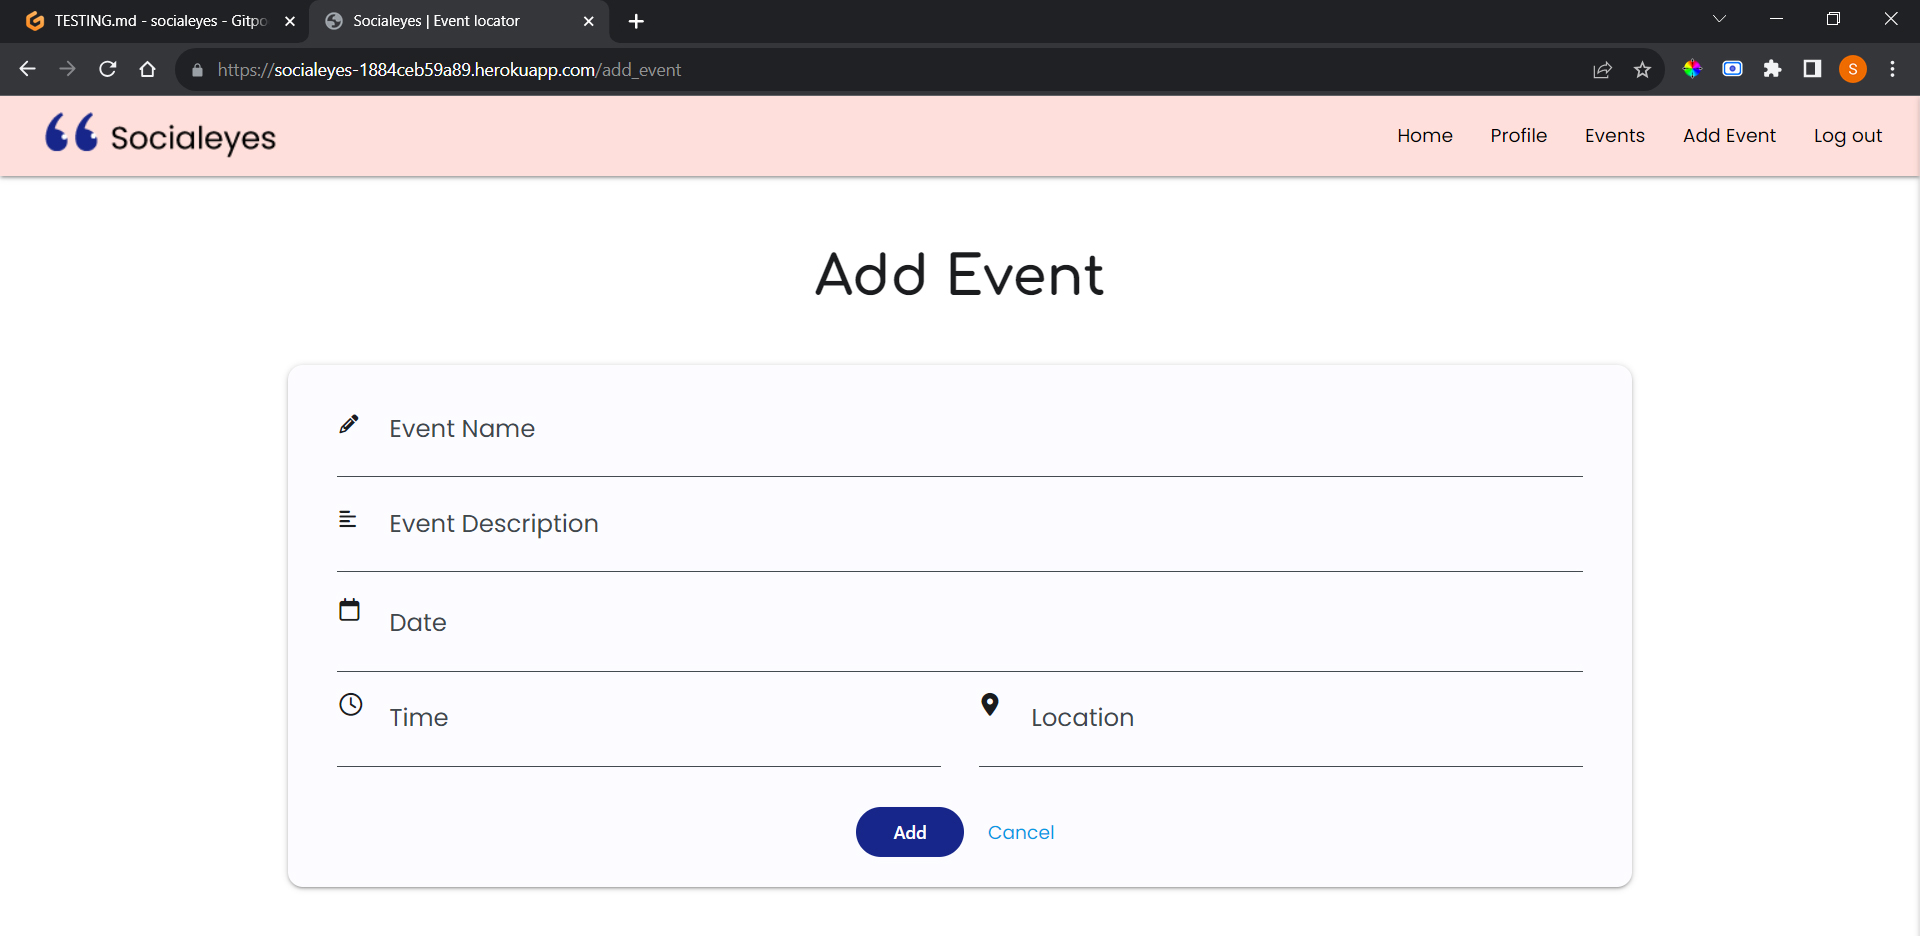 TESTING.md - socialeyes - Gitpo
Socialeyes | Event locator
https://socialeyes-1884ceb59a89.herokuapp.com/add_event
S
Socialeyes
Home Profile Events Add Event Log out
Add Event
Event Name
Event Description
Date
Time Location
Add Cancel